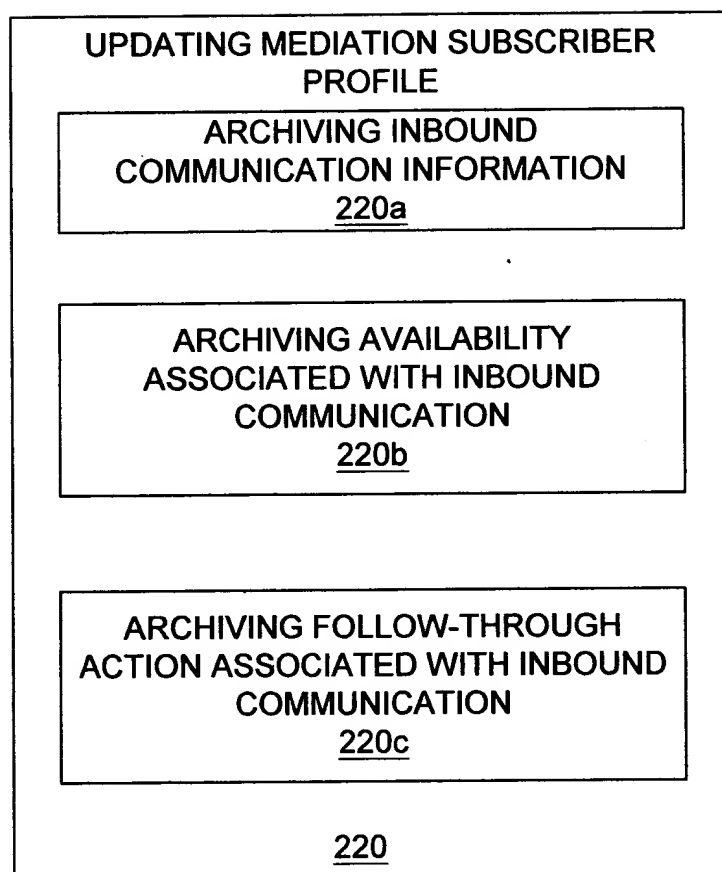 UPDATING MEDIATION SUBSCRIBER
PROFILE
ARCHIVING INBOUND
COMMUNICATION INFORMATION
220a
ARCHIVING AVAILABILITY
ASSOCIATED WITH INBOUND
COMMUNICATION
220b
ARCHIVING FOLLOW-THROUGH
ACTION ASSOCIATED WITH INBOUND
COMMUNICATION
220c
220